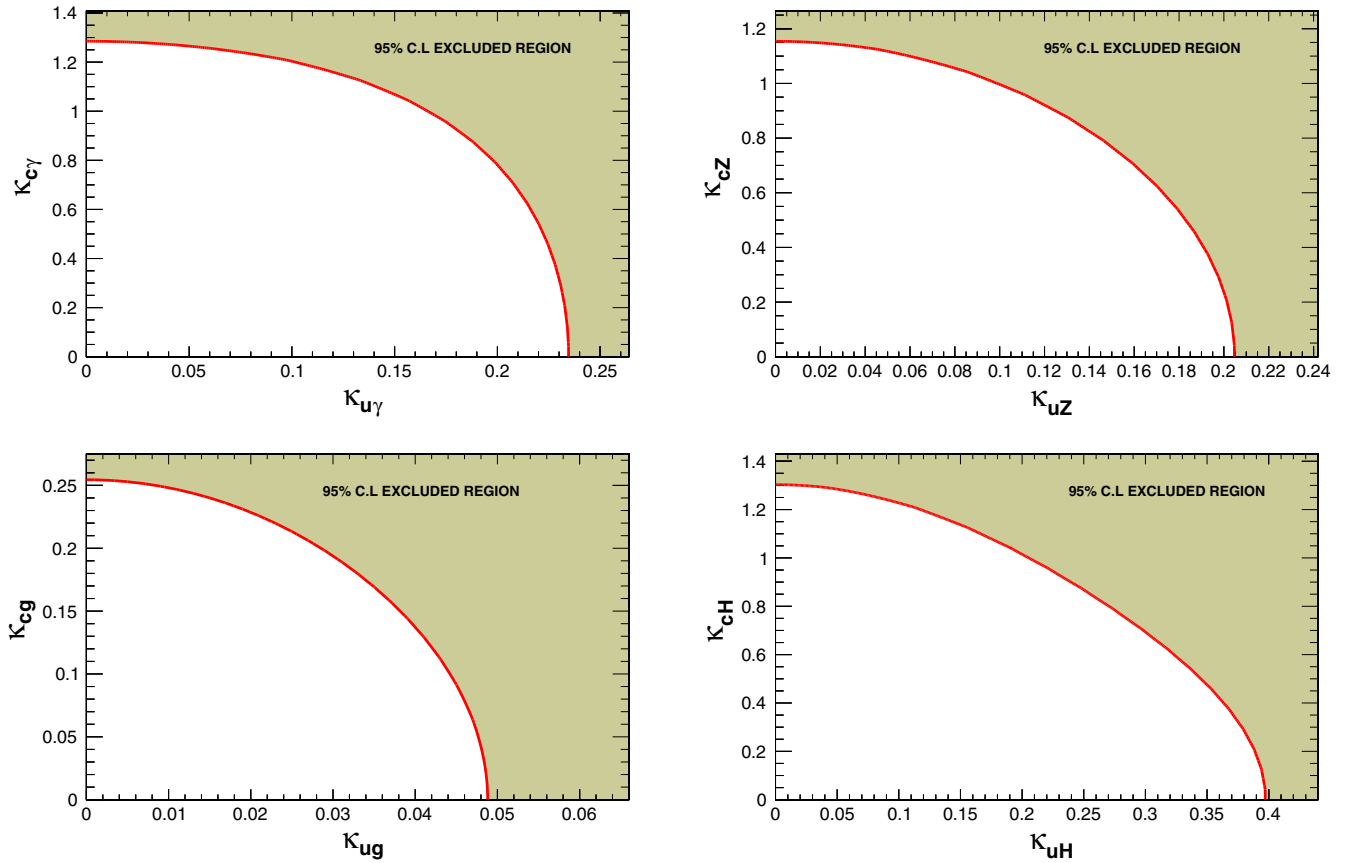 95% C.L EXCLUDED REGION
κcγ
1.4
1.2
1
0.8
0.6
0.4
0.2
0
0 0.05 0.1 0.15 0.2 0.25
κuγ
95% C.L EXCLUDED REGION
κcZ
1.2
1
0.8
0.6
0.4
0.2
0
0 0.02 0.04 0.06 0.08 0.1 0.12 0.14 0.16 0.18 0.2 0.22 0.24
κuZ
95% C.L EXCLUDED REGION
κcg
0.25
0.2
0.15
0.1
0.05
0
0 0.01 0.02 0.03 0.04 0.05 0.06
κug
95% C.L EXCLUDED REGION
κcH
1.4
1.2
1
0.8
0.6
0.4
0.2
0
0 0.05 0.1 0.15 0.2 0.25 0.3 0.35 0.4
κuH